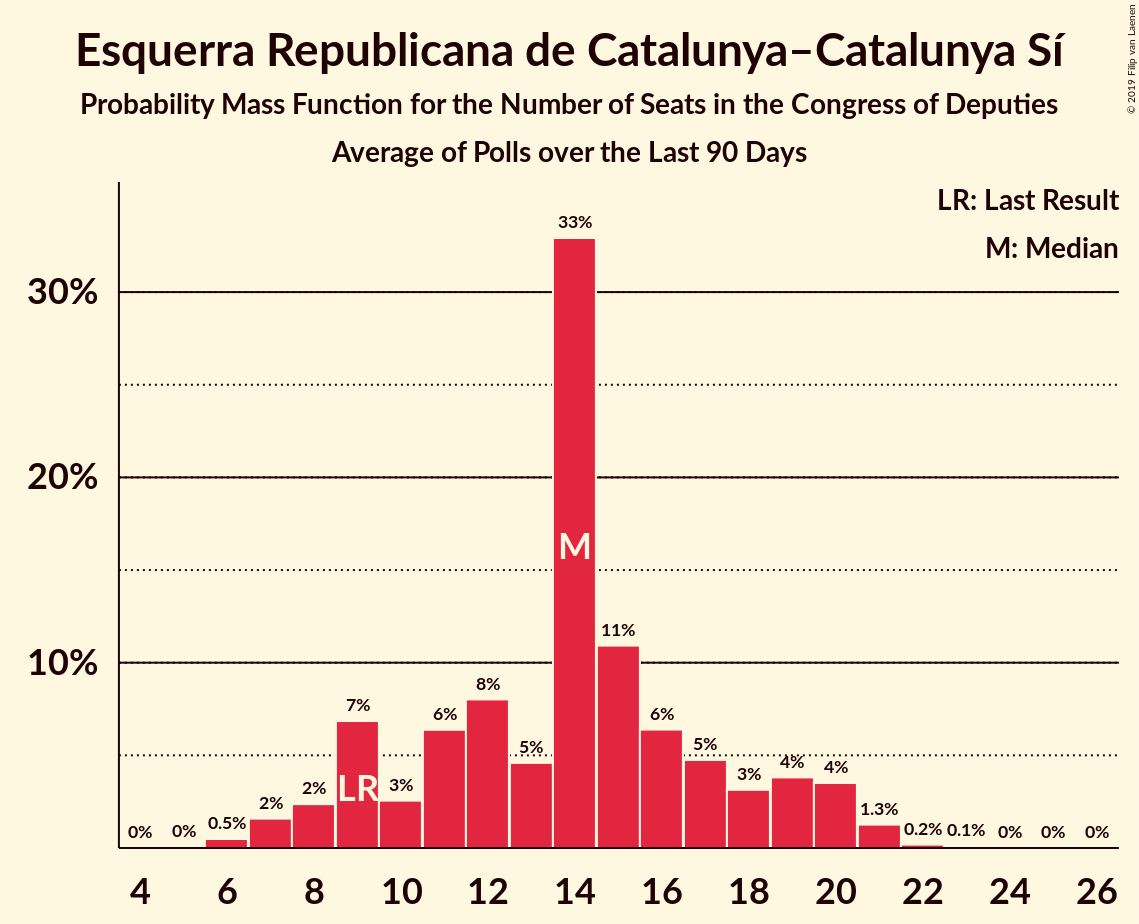 Esquerra Republicana de Catalunya–Catalunya Sí
Probability Mass Function for the Number of Seats in the Congress of Deputies
Average of Polls over the Last 90 Days
© 2019 Filip van Laenen
LR: Last Result
M: Median
30%
20%
10%
0%
0%
0.5%
2%
2%
7%
3%
6%
8%
5%
33%
11%
6%
5%
3%
4%
4%
1.3%
0.2%
0.1%
0%
0%
0%
LR
M
4 6 8 10 12 14 16 18 20 22 24 26